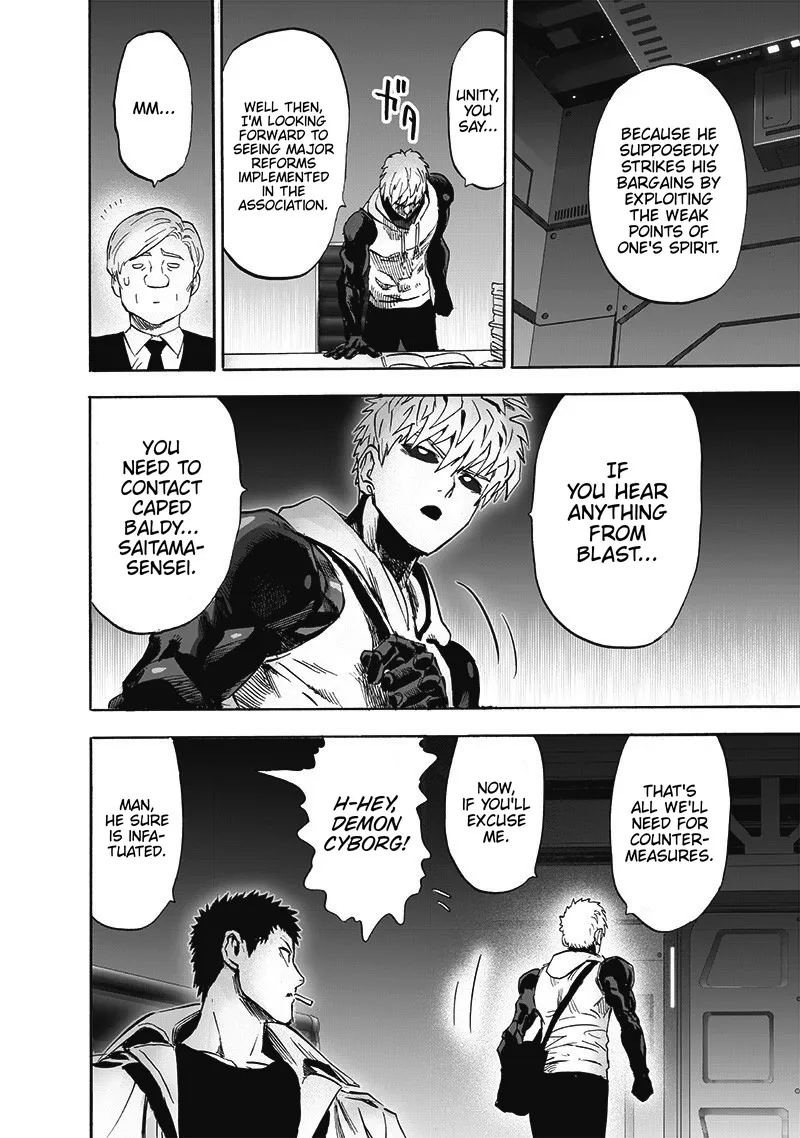 BECAUSE HE
SUPPOSEDLY
STRIKES HIS
BARGAINS BY
EXPLOITING
THE WEAK
POINTS OF
ONE'S SPIRIT.
UNITY,
YOU
SAY...
ガタ
WELL THEN,
I'M LOOKING
FORWARD TO
SEEING MAJOR
REFORMS
IMPLEMENTED
IN THE
ASSOCIATION.
MM...
IF
YOU HEAR
ANYTHING
FROM
BLAST...
YOU
NEED TO
CONTACT
CAPED
BALDY...
SAITAMA-
SENSEI.
THAT'S
ALL WE'LL
NEED FOR
COUNTER-
MEASURES.
NOW,
IF YOU'LL
EXCUSE
ME.
H-HEY,
DEMON
CYBORG!
MAN,
HE SURE
IS INFA-
TUATED.